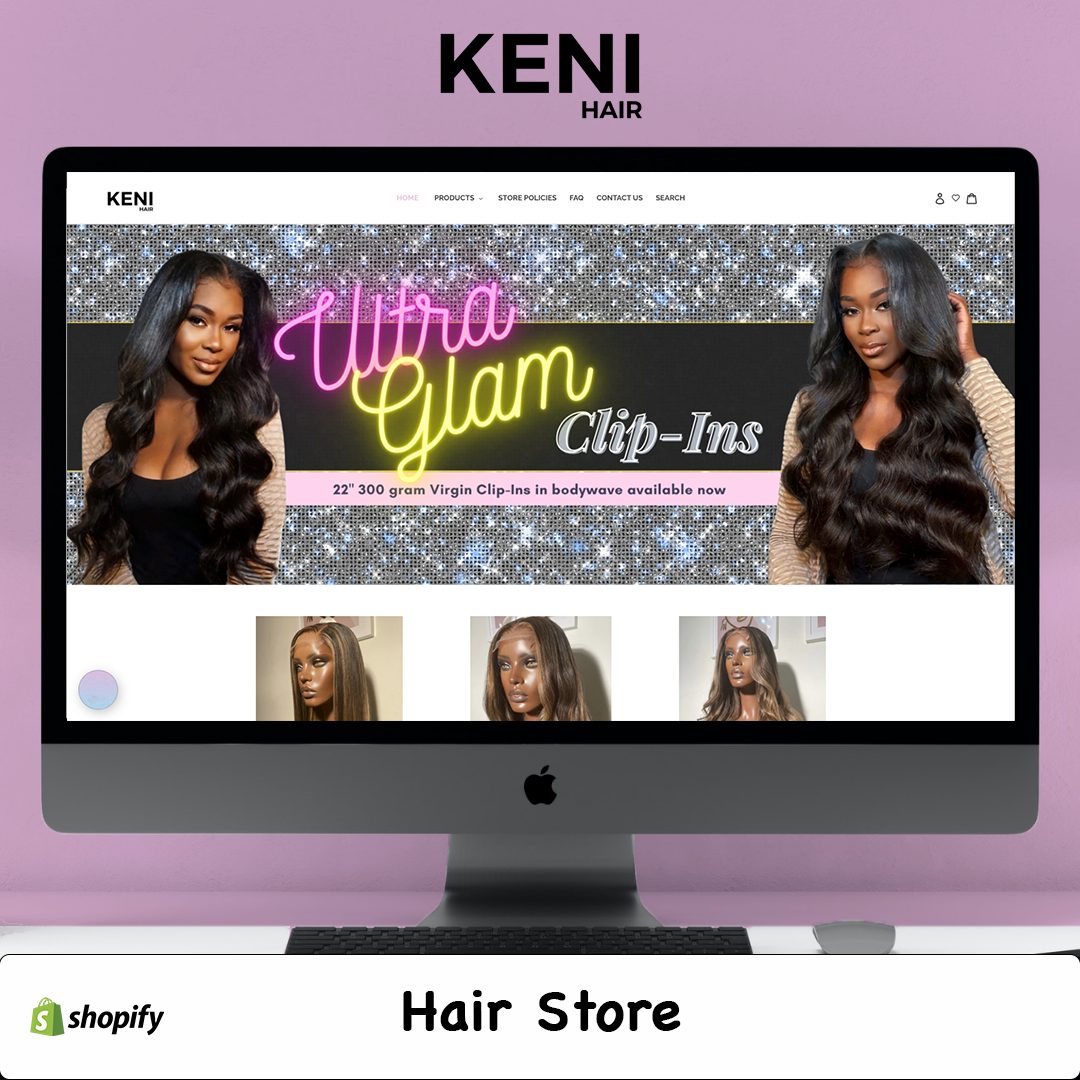 KENI
HAIR
KENI
HAIR
HOME PRODUCTS STORE POLICIES FAQ CONTACT US SEARCH
Ultra
Glam
Clip-Ins
22" 300 gram Virgin Clip-Ins in bodywave available now
shopify
Hair Store